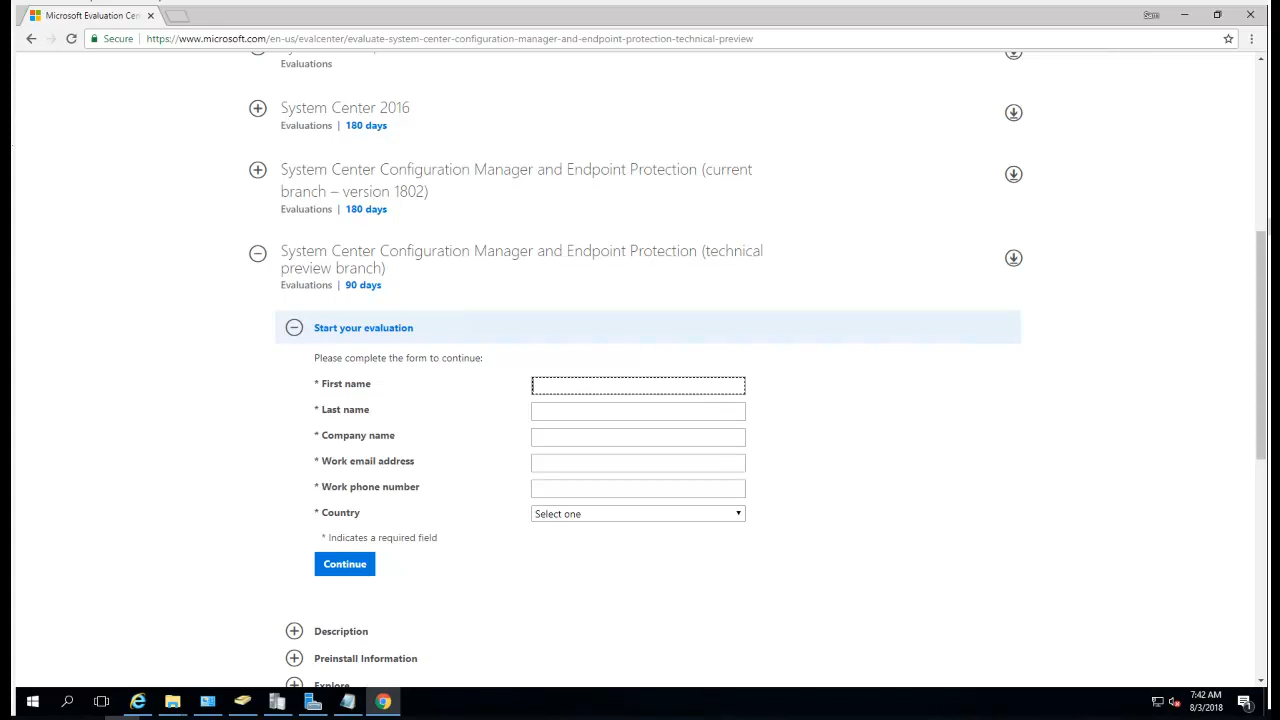 Microsoft Evaluation Cen
Sam
Secure
https://www.microsoft.com/en-us/evalcenter/evaluate-system-center-configuration-manager-and-endpoint-protection-technical-preview
Evaluations
System Center 2016
Evaluations | 180 days
System Center Configuration Manager and Endpoint Protection (current
branch – version 1802)
Evaluations | 180 days
System Center Configuration Manager and Endpoint Protection (technical
preview branch)
Evaluations | 90 days
Start your evaluation
Please complete the form to continue:
* First name
* Last name
* Company name
* Work email address
* Work phone number
* Country
Select one
* Indicates a required field
Continue
Description
Preinstall Information
Explore
7:42 AM
8/3/2018
1